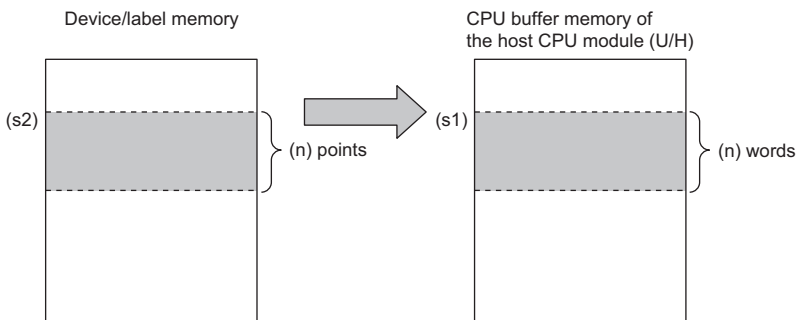 Device/label memory
CPU buffer memory of
the host CPU module (U/H)
(s2)
(n) points
(s1)
(n) words